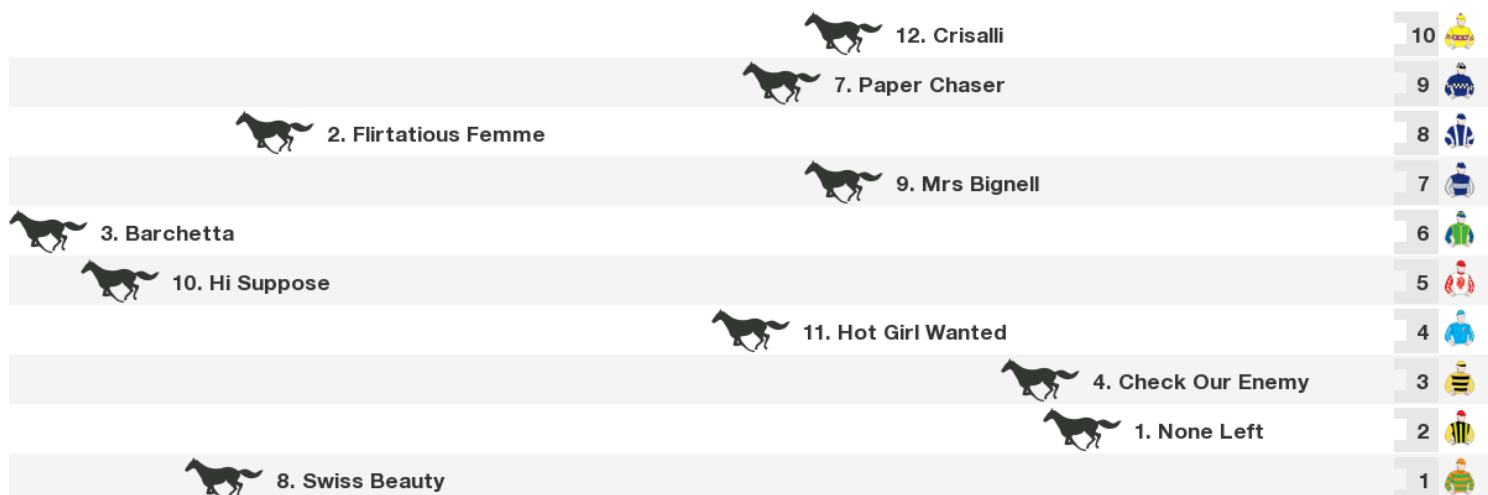 12. Crisalli 10
7. Paper Chaser 9
2. Flirtatious Femme 8
9. Mrs Bignell 7
3. Barchetta 6
10. Hi Suppose 5
11. Hot Girl Wanted 4
4. Check Our Enemy 3
1. None Left 2
8. Swiss Beauty 1